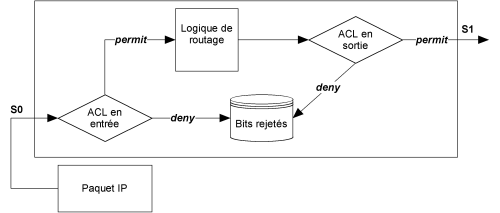 Logique de
routage
ACL en
sortie
S1
permit
permit
S0
ACL en
entrée
deny
deny
Bits rejetés
Paquet IP